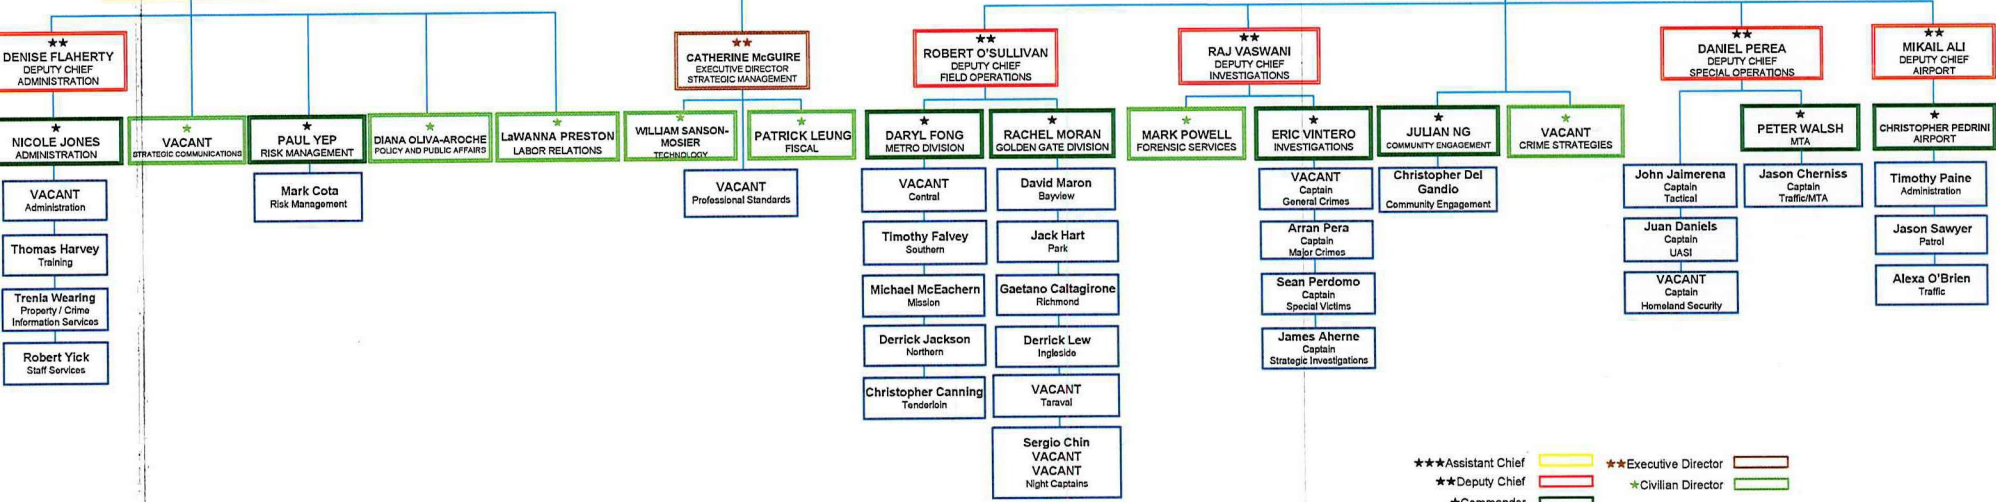 ★★
DENISE FLAHERTY
DEPUTY CHIEF
ADMINISTRATION
★
NICOLE JONES
ADMINISTRATION
VACANT
Administration
Thomas Harvey
Training
Trenia Wearing
Property / Crime
Information Services
Robert Yick
Staff Services
★
VACANT
STRATEGIC COMMUNICATIONS
★
PAUL YEP
RISK MANAGEMENT
Mark Cota
Risk Management
★
DIANA OLIVA-AROCHE
POLICY AND PUBLIC AFFAIRS
★
LaWANNA PRESTON
LABOR RELATIONS
★★
CATHERINE McGUIRE
EXECUTIVE DIRECTOR
STRATEGIC MANAGEMENT
★
WILLIAM SANSON-
MOSIER
TECHNOLOGY
★
PATRICK LEUNG
FISCAL
VACANT
Professional Standards
★★
ROBERT O'SULLIVAN
DEPUTY CHIEF
FIELD OPERATIONS
★
DARYL FONG
METRO DIVISION
VACANT
Central
Timothy Falvey
Southern
Michael McEachern
Mission
Derrick Jackson
Northern
Christopher Canning
Tenderloin
★
RACHEL MORAN
GOLDEN GATE DIVISION
David Maron
Bayview
Jack Hart
Park
Gaetano Caltagirone
Richmond
Derrick Lew
Ingleside
VACANT
Taraval
Sergio Chin
VACANT
VACANT
Night Captains
★★
RAJ VASWANI
DEPUTY CHIEF
INVESTIGATIONS
★
MARK POWELL
FORENSIC SERVICES
★
ERIC VINTERO
INVESTIGATIONS
VACANT
Captain
General Crimes
Arran Pera
Captain
Major Crimes
Sean Perdomo
Captain
Special Victims
James Aherne
Captain
Strategic Investigations
★
JULIAN NG
COMMUNITY ENGAGEMENT
Christopher Del
Gandio
Community Engagement
★
VACANT
CRIME STRATEGIES
★★
DANIEL PEREA
DEPUTY CHIEF
SPECIAL OPERATIONS
John Jaimerena
Captain
Tactical
Juan Daniels
Captain
UASI
VACANT
Captain
Homeland Security
★
PETER WALSH
MTA
Jason Cherniss
Captain
Traffic/MTA
★★
MIKAIL ALI
DEPUTY CHIEF
AIRPORT
★
CHRISTOPHER PEDRINI
AIRPORT
Timothy Paine
Administration
Jason Sawyer
Patrol
Alexa O'Brien
Traffic
★★★Assistant Chief
★★Executive Director
★★Deputy Chief
★Civilian Director
★Commander